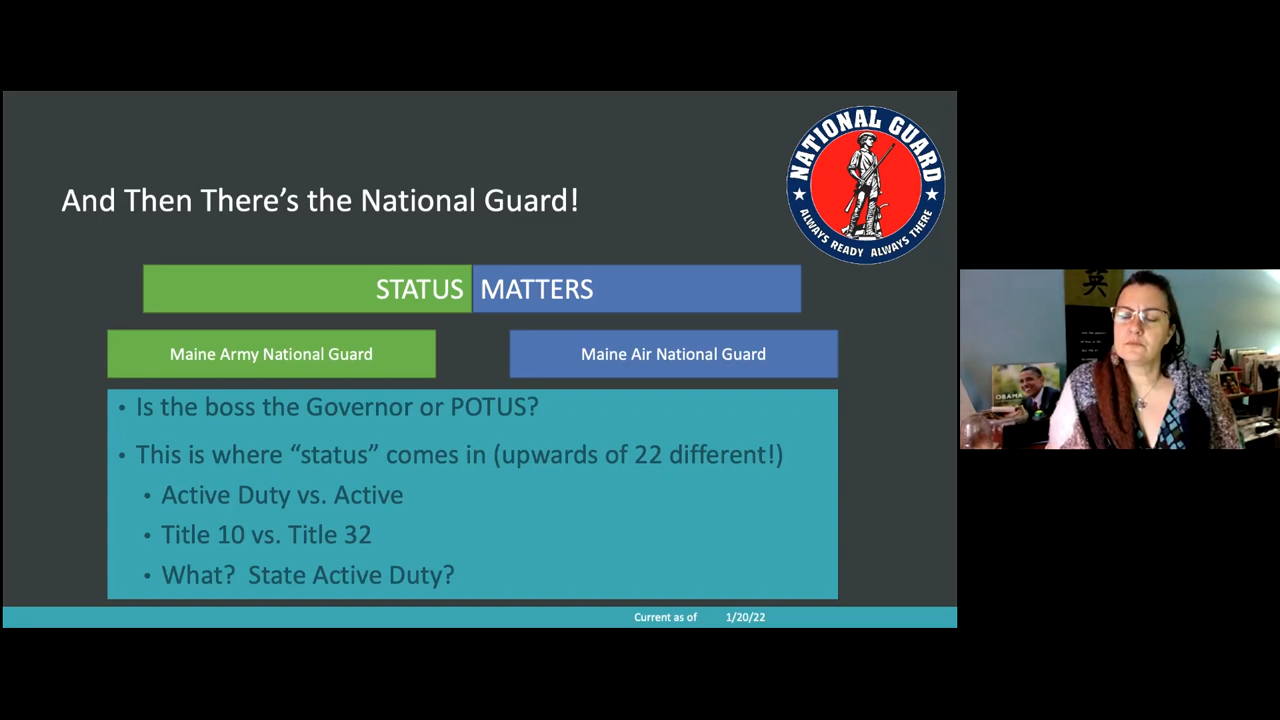 NATIONAL GUARD
ALWAYS READY ALWAYS THERE
And Then There’s the National Guard!
STATUS MATTERS
Maine Army National Guard
Maine Air National Guard
• Is the boss the Governor or POTUS?
• This is where “status” comes in (upwards of 22 different!)
• Active Duty vs. Active
• Title 10 vs. Title 32
• What? State Active Duty?
Current as of 1/20/22
英
OBAMA